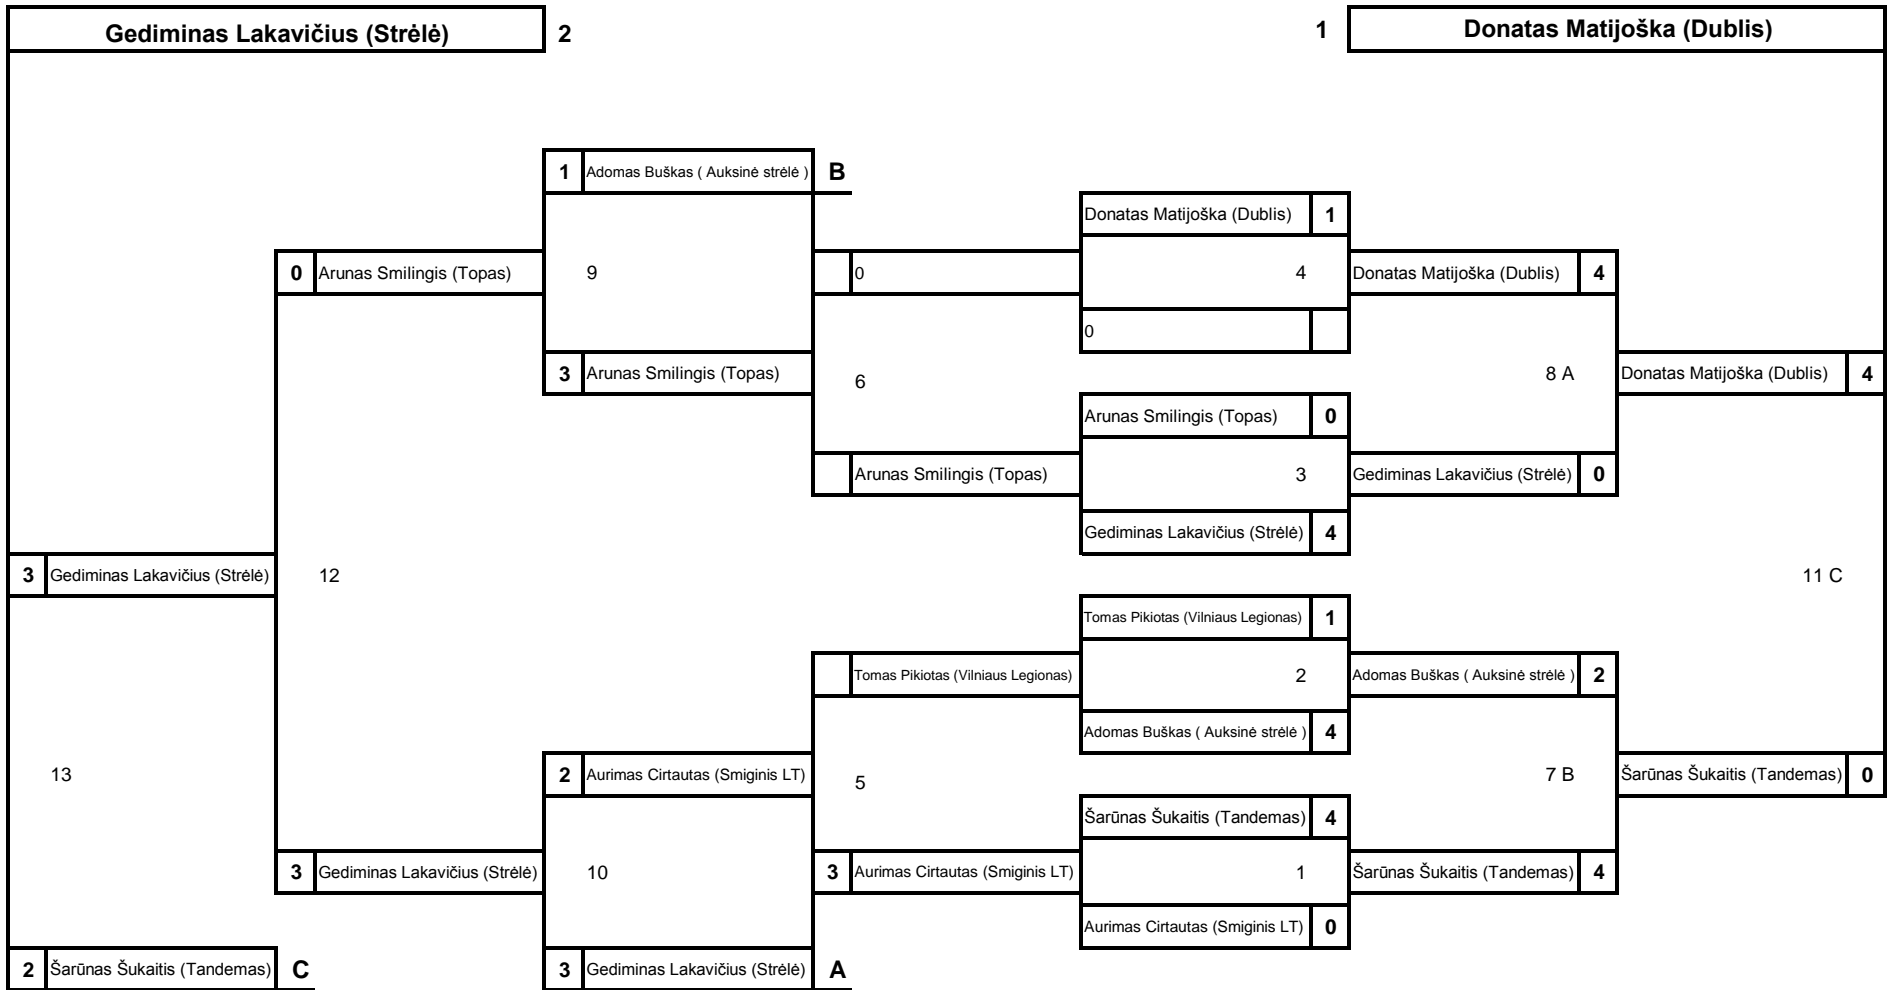 Gediminas Lakavičius (Strėlė) 2 1 Donatas Matijoška (Dublis)
1 Adomas Buškas ( Auksinė strėlė ) B
Donatas Matijoška (Dublis) 1
0 Arunas Smilingis (Topas) 9 0 4 Donatas Matijoška (Dublis) 4
0
3 Arunas Smilingis (Topas) 6 8 A Donatas Matijoška (Dublis) 4
Arunas Smilingis (Topas) 0
Arunas Smilingis (Topas) 3 Gediminas Lakavičius (Strėlė) 0
Gediminas Lakavičius (Strėlė) 4
3 Gediminas Lakavičius (Strėlė) 12 11 C
Tomas Pikiotas (Vilniaus Legionas) 1
Tomas Pikiotas (Vilniaus Legionas) 2 Adomas Buškas ( Auksinė strėlė ) 2
Adomas Buškas ( Auksinė strėlė ) 4
13 2 Aurimas Cirtautas (Smiginis LT) 5 7 B Šarūnas Šukaitis (Tandemas) 0
Šarūnas Šukaitis (Tandemas) 4
3 Gediminas Lakavičius (Strėlė) 10 3 Aurimas Cirtautas (Smiginis LT) 1 Šarūnas Šukaitis (Tandemas) 4
Aurimas Cirtautas (Smiginis LT) 0
2 Šarūnas Šukaitis (Tandemas) C 3 Gediminas Lakavičius (Strėlė) A